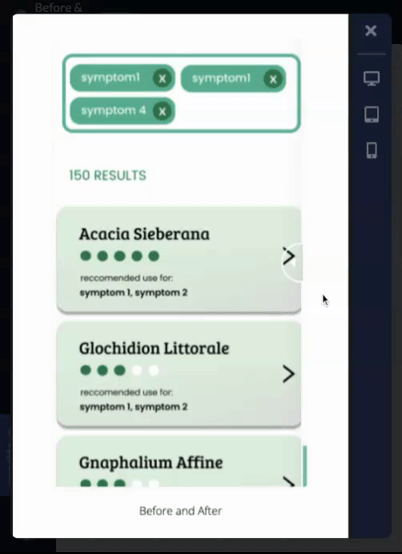 Before &
symptom1 x symptom1 x
symptom 4 x
150 RESULTS
Acacia Sieberana
reccomended use for:
symptom 1, symptom 2
Glochidion Littorale
reccomended use for:
symptom 1, symptom 2
Gnaphalium Affine
Before and After